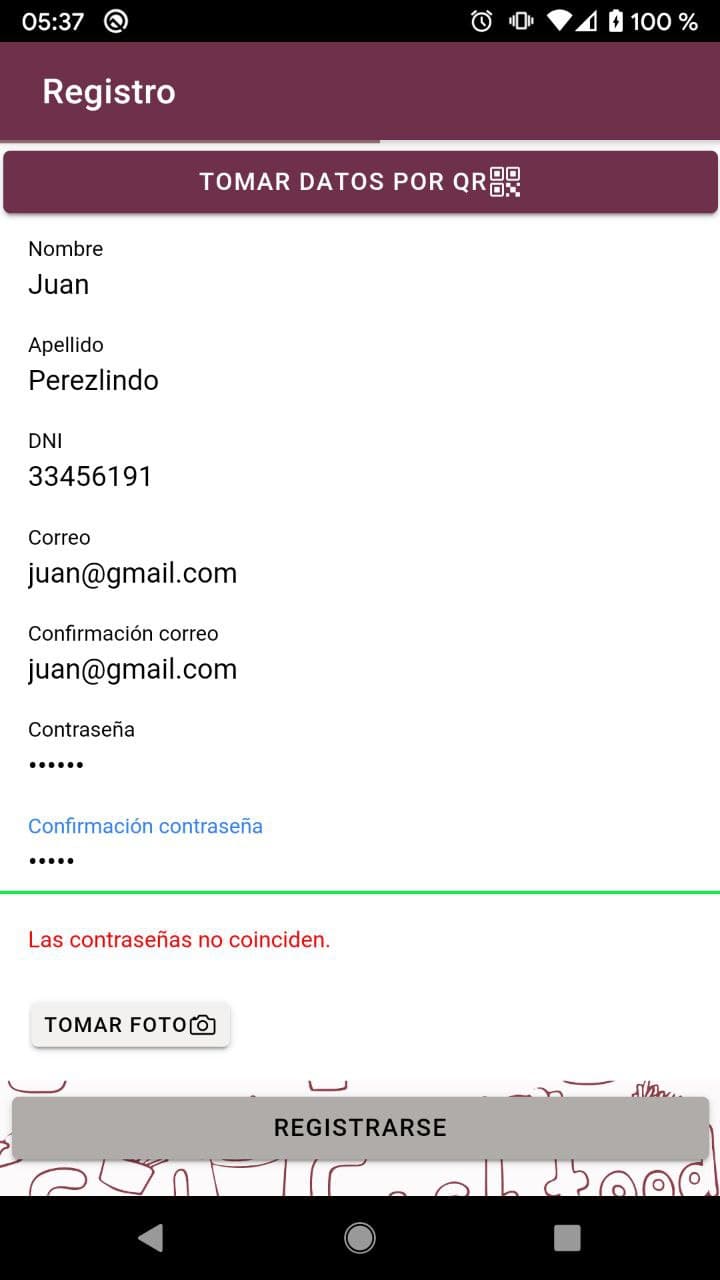 05:37
100 %
Registro
TOMAR DATOS POR QR
Nombre
Juan
Apellido
Perezlindo
DNI
33456191
Correo
juan@gmail.com
Confirmación correo
juan@gmail.com
Contraseña
••••••
Confirmación contraseña
•••••
Las contraseñas no coinciden.
TOMAR FOTO
REGISTRARSE
food